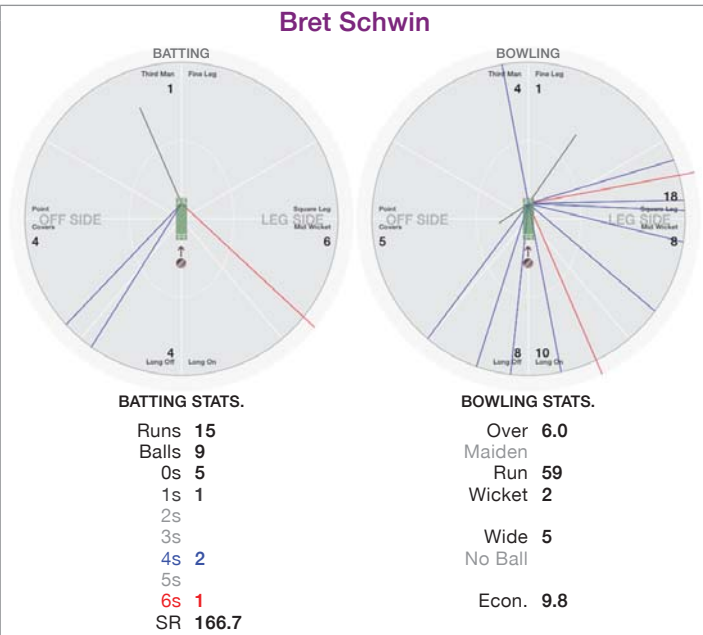 Bret Schwin
BATTING
Third Man Fine Leg
1
Point
OFF SIDE
Covers
4
Square Leg
LEG SIDE
Mid Wicket
6
4
Long Off Long On
BOWLING
Third Man Fine Leg
4 1
Point
OFF SIDE
Covers
5
18
Square Leg
LEG SIDE
Mid Wicket
8
8 10
Long Off Long On
BATTING STATS.
Runs 15
Balls 9
0s 5
1s 1
2s
3s
4s 2
5s
6s 1
SR 166.7
BOWLING STATS.
Over 6.0
Maiden
Run 59
Wicket 2
Wide 5
No Ball
Econ. 9.8